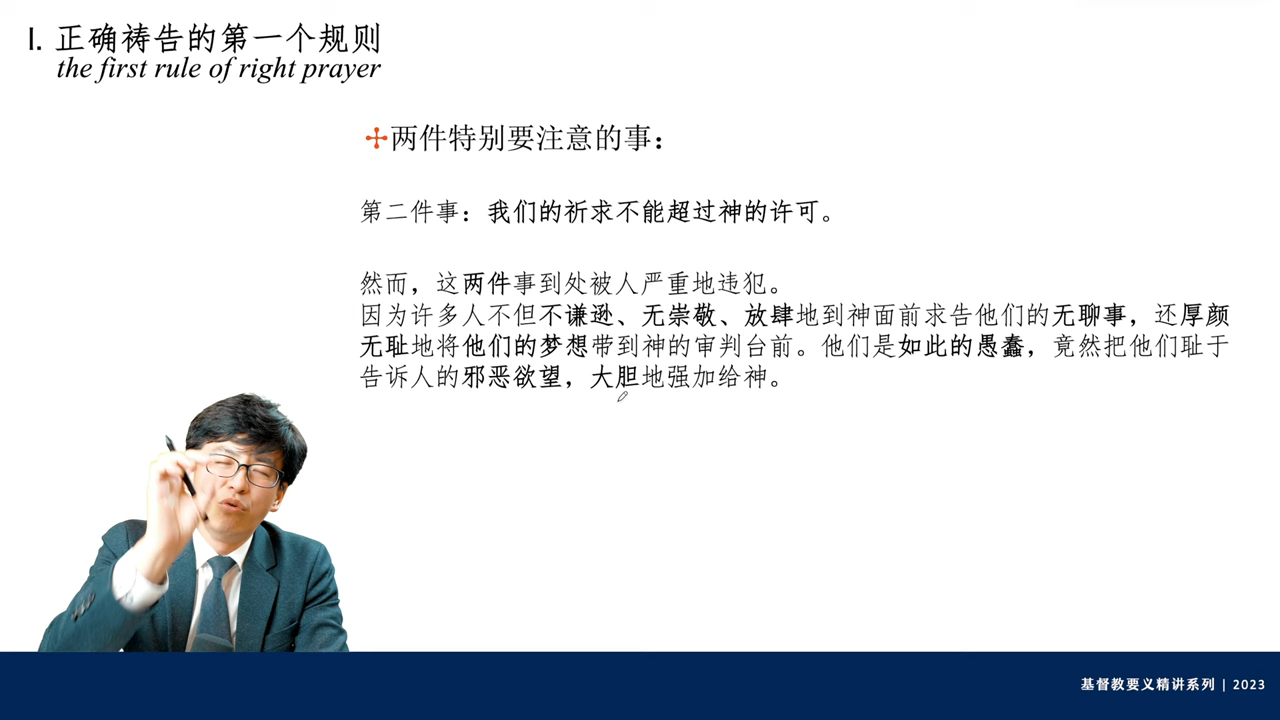 I. 正确祷告的第一个规则
the first rule of right prayer
两件特别要注意的事：
第二件事：我们的祈求不能超过神的许可。
然而，这两件事到处被人严重地违犯。
因为许多人不但不谦逊、无崇敬、放肆地到神面前求告他们的无聊事，还厚颜
无耻地将他们的梦想带到神的审判台前。他们是如此的愚蠢，竟然把他们耻于
告诉人的邪恶欲望，大胆地强加给神。
基督教要义精讲系列 | 2023